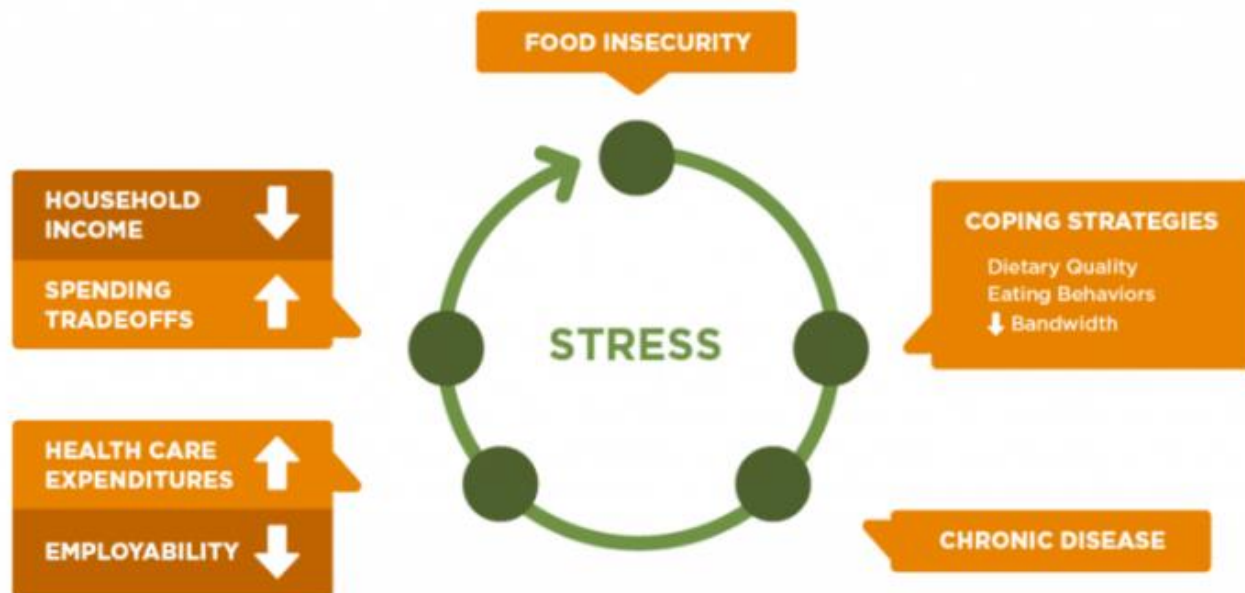 FOOD INSECURITY
COPING STRATEGIES
Dietary Quality
Eating Behaviors
Bandwidth
CHRONIC DISEASE
HEALTH CARE
EXPENDITURES
EMPLOYABILITY
HOUSEHOLD
INCOME
SPENDING
TRADEOFFS
STRESS